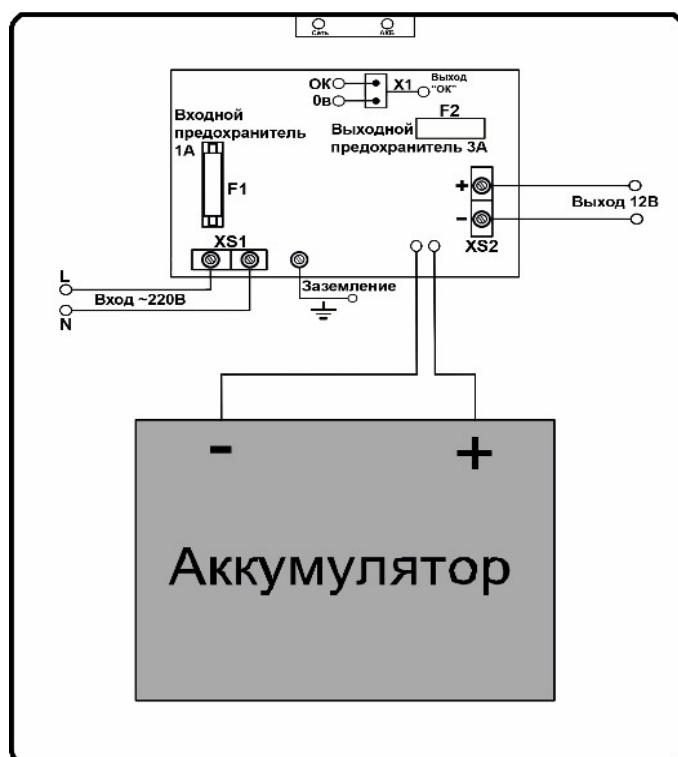 Сеть АКБ
ОК Х1 Выход "ОК"
0в
F2
Входной предохранитель 1А
Выходной предохранитель 3А
F1
+
-
Выход 12В
XS1
XS2
L
Вход ~220В
N
Заземление
- +
Аккумулятор